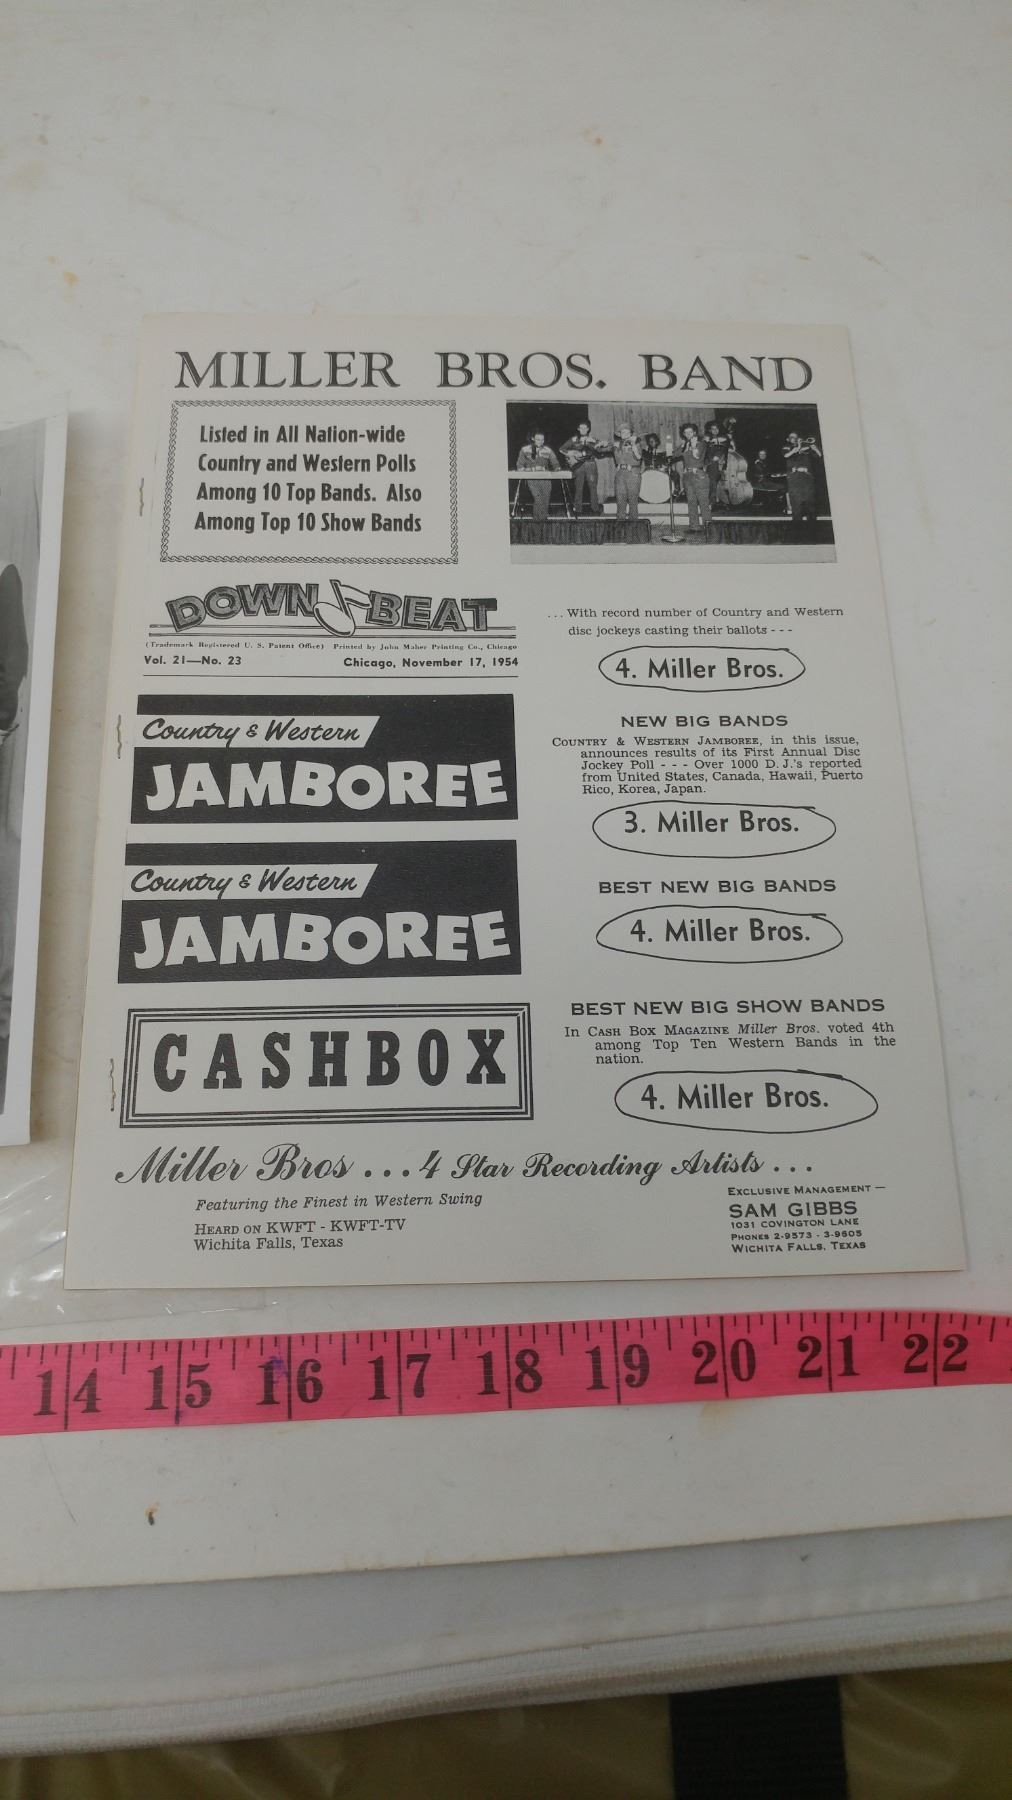 MILLER BROS. BAND
Listed in All Nation-wide
Country and Western Polls
Among 10 Top Bands. Also
Among Top 10 Show Bands
DOWN BEAT
(Trademark Registered U. S. Patent Office) Printed by John Maher Printing Co., Chicago
Vol. 21—No. 23 Chicago, November 17, 1954
. . . With record number of Country and Western
disc jockeys casting their ballots - - -
4. Miller Bros.
Country & Western
JAMBOREE
NEW BIG BANDS
COUNTRY & WESTERN JAMBOREE, in this issue,
announces results of its First Annual Disc
Jockey Poll - - - Over 1000 D. J.'s reported
from United States, Canada, Hawaii, Puerto
Rico, Korea, Japan.
3. Miller Bros.
Country & Western
JAMBOREE
BEST NEW BIG BANDS
4. Miller Bros.
CASHBOX
BEST NEW BIG SHOW BANDS
In CASH BOX MAGAZINE Miller Bros. voted 4th
among Top Ten Western Bands in the
nation.
4. Miller Bros.
Miller Bros . . . 4 Star Recording Artists . . .
Featuring the Finest in Western Swing
HEARD ON KWFT - KWFT-TV
Wichita Falls, Texas
EXCLUSIVE MANAGEMENT —
SAM GIBBS
1031 COVINGTON LANE
PHONES 2-9573 - 3-9605
WICHITA FALLS, TEXAS
14 15 16 17 18 19 20 21 22